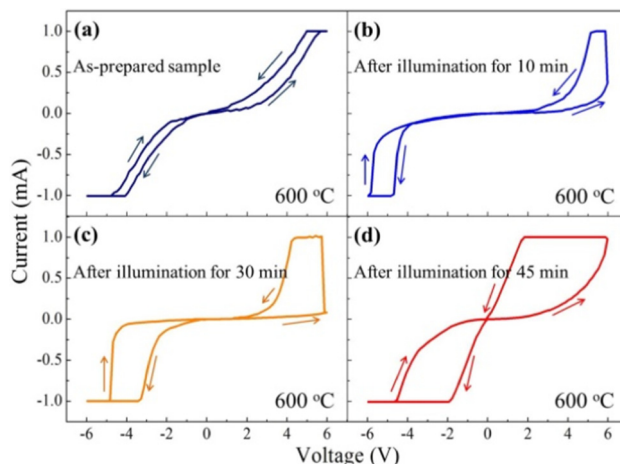 (a)
As-prepared sample
600 °C
(b)
After illumination for 10 min
600 °C
(c)
After illumination for 30 min
600 °C
(d)
After illumination for 45 min
600 °C
1.0
0.5
0.0
-0.5
-1.0
1.0
0.5
0.0
-0.5
-1.0
Current (mA)
-6 -4 -2 0 2 4 6 -6 -4 -2 0 2 4 6
Voltage (V)